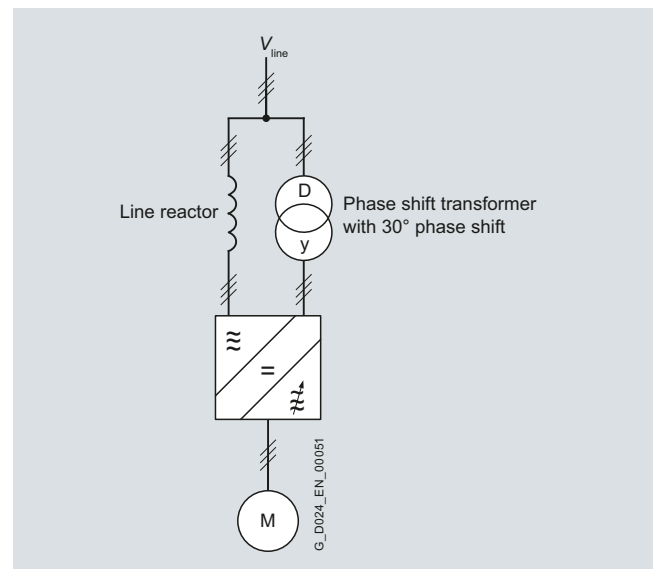 V line
Line reactor
D
y
Phase shift transformer
with 30° phase shift
≈
=
≈
M
G_D024_EN_00051